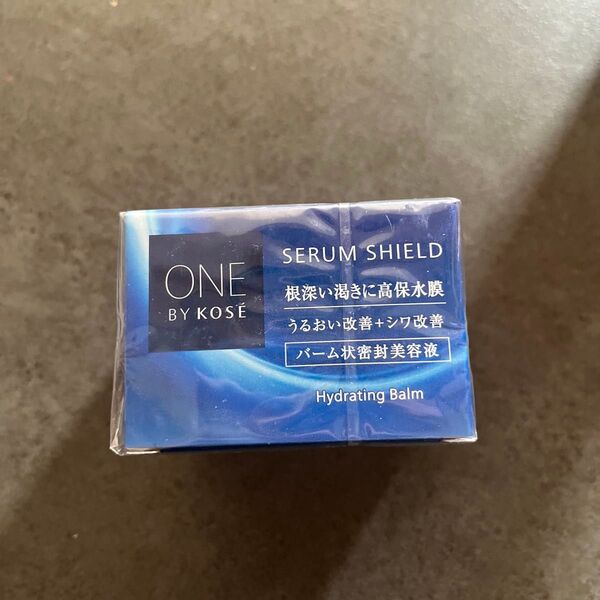 ONE
BY KOSÉ
SERUM SHIELD
根深い渇きに高保水膜
うるおい改善+シワ改善
バーム状密封美容液
Hydrating Balm